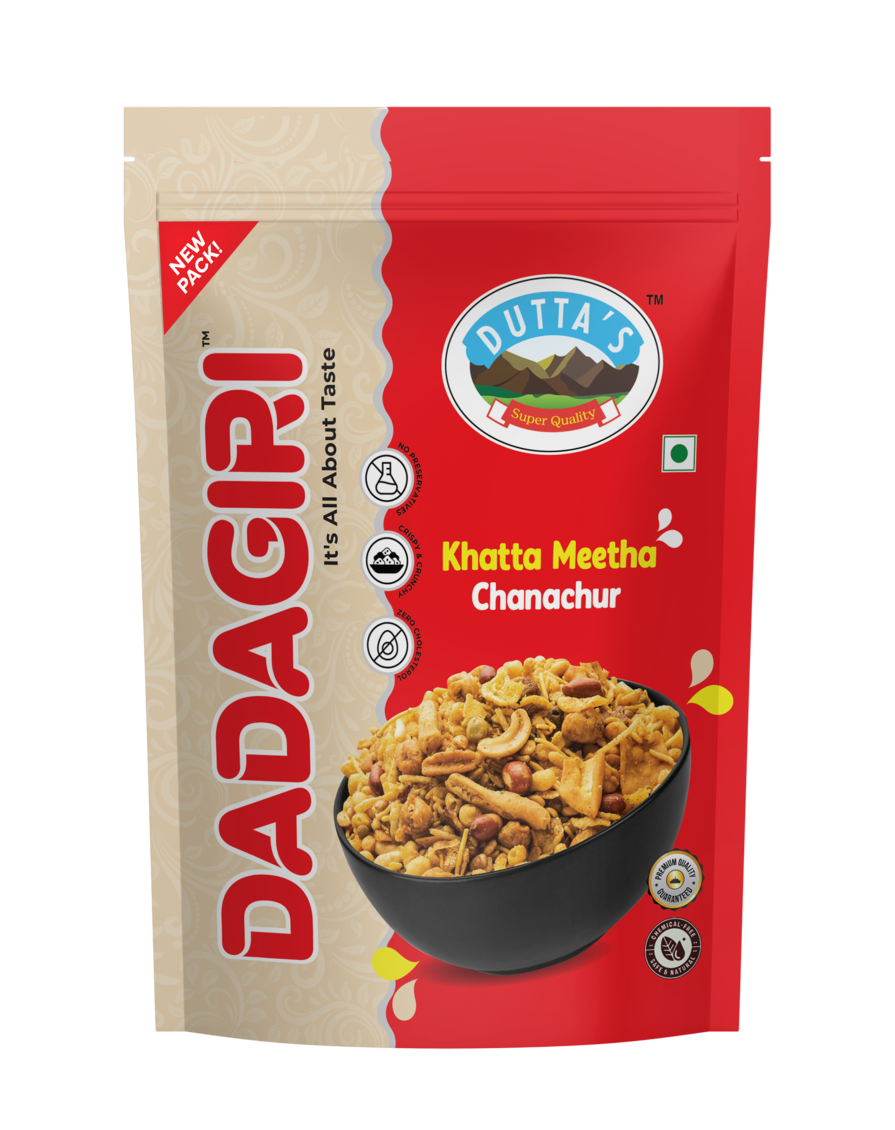 NEW
PACK!
DADAGIRI
TM
It's All About Taste
DUTTA'S
TM
Super Quality
NO PRESERVATIVES
CRISPY & CRUNCHY
ZERO CHOLESTEROL
Khatta Meetha
Chanachur
PREMIUM QUALITY
GUARANTEED
CHEMICAL-FREE
SAFE & NATURAL